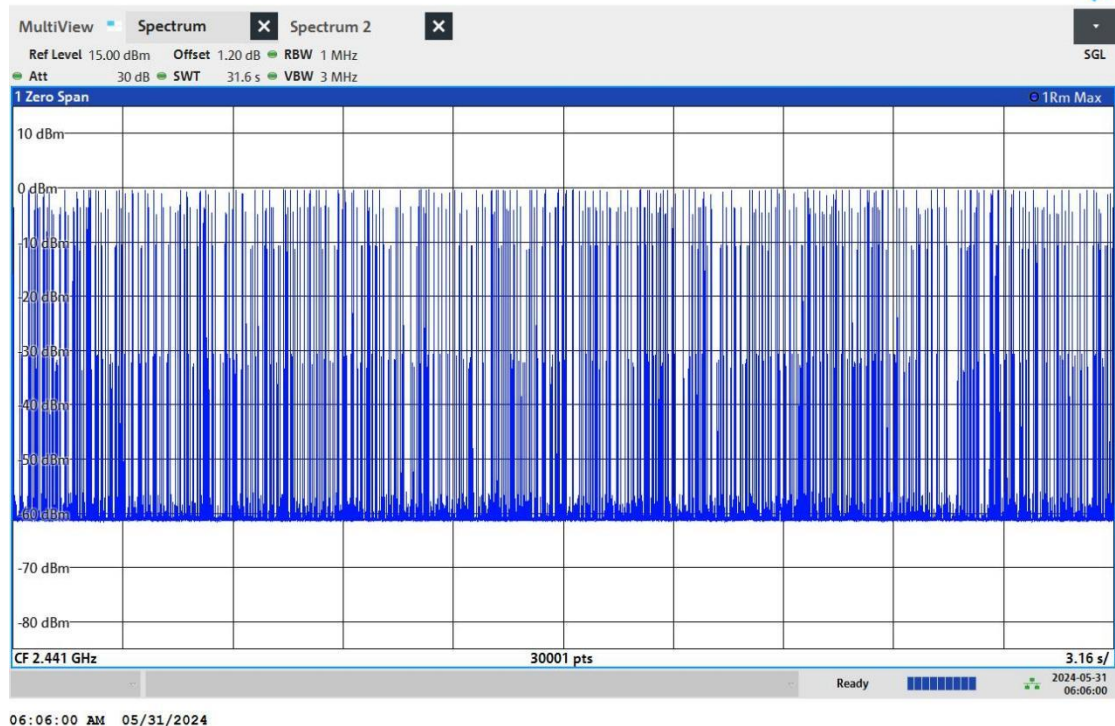 MultiView Spectrum X Spectrum 2 X
Ref Level 15.00 dBm Offset 1.20 dB RBW 1 MHz SGL
Att 30 dB SWT 31.6 s VBW 3 MHz
1 Zero Span 1Rm Max
10 dBm
0 dBm
-10 dBm
-20 dBm
-30 dBm
-40 dBm
-50 dBm
-60 dBm
-70 dBm
-80 dBm
CF 2.441 GHz 30001 pts 3.16 s/
Ready 2024-05-31
06:06:00
06:06:00 AM 05/31/2024